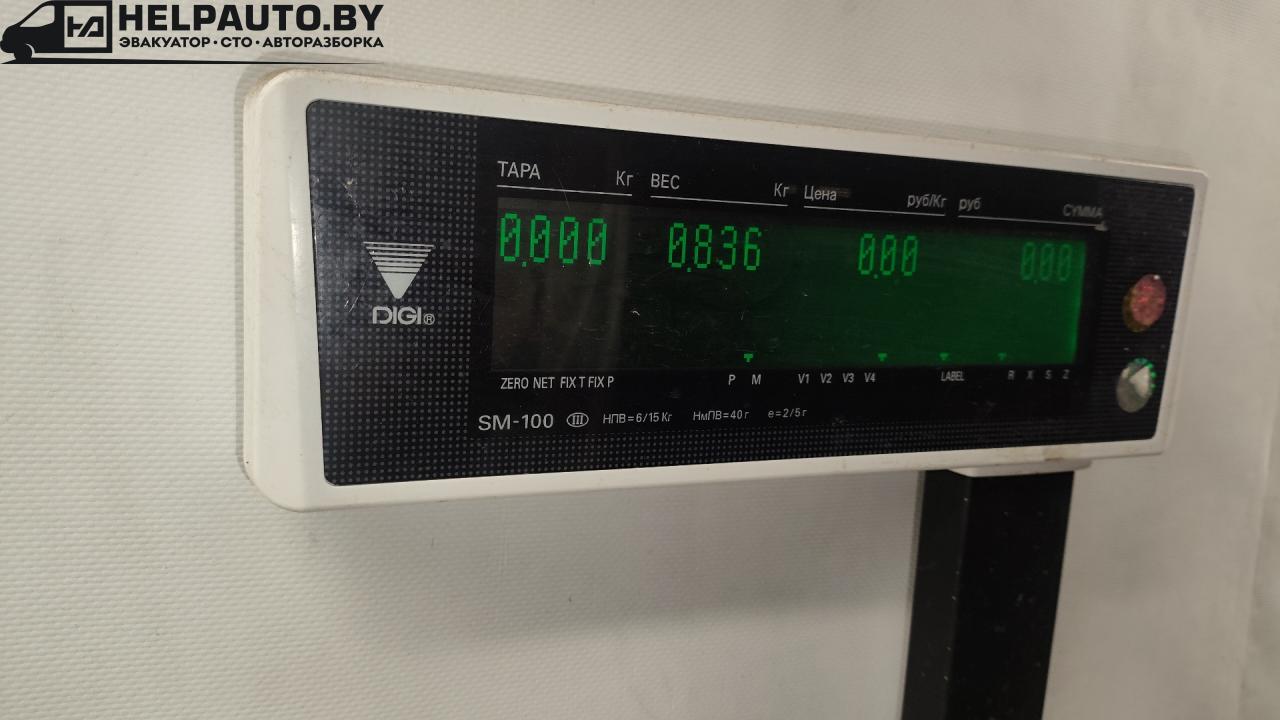 HELPAUTO.BY
ЭВАКУАТОР · СТО · АВТОРАЗБОРКА
ТАРА Кг ВЕС Кг Цена руб/Кг руб СУММА
0.000 0.836 0.00 0.00
DIGI®
ZERO NET FIX T FIX P P M V1 V2 V3 V4 LABEL R X S Z
SM-100 III НПВ=6/15 Кг НмПВ=40 г e=2/5 г